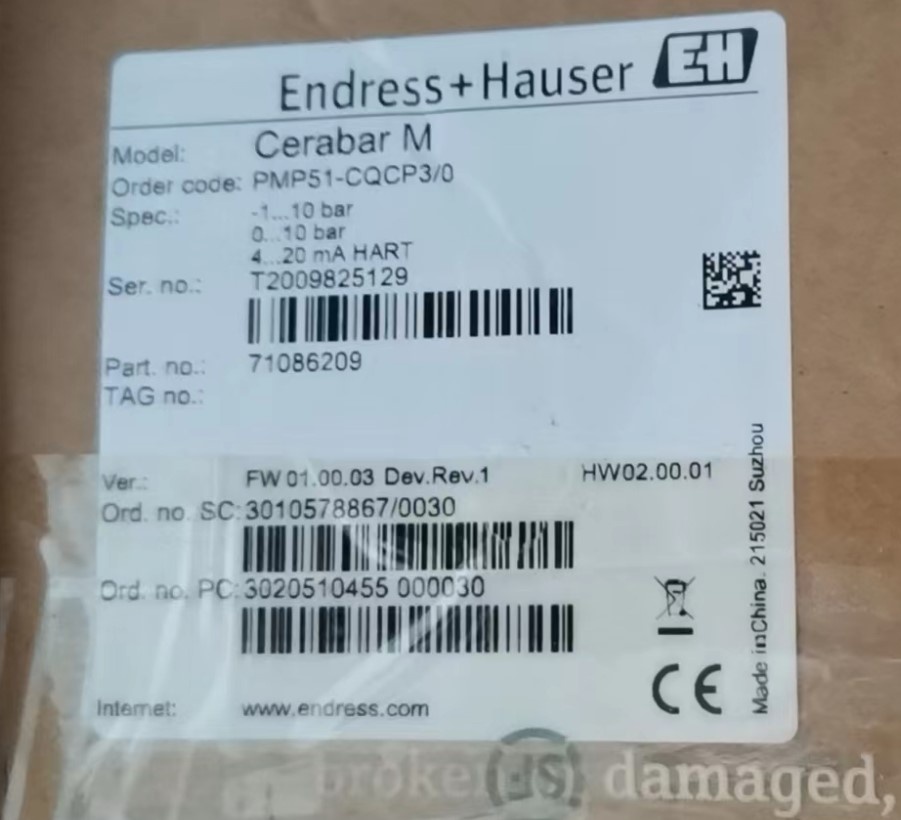 Endress+Hauser EH
Model: Cerabar M
Order code: PMP51-CQCP3/0
Spec.: -1...10 bar
0...10 bar
4...20 mA HART
Ser. no.: T2009825129
Part. no.: 71086209
TAG no.:
Ver.: FW 01.00.03 Dev.Rev.1 HW02.00.01
Ord. no. SC: 3010578867/0030
Ord. no. PC: 3020510455 000030
Internet: www.endress.com
CE
Made in China. 215021 Suzhou
damaged,